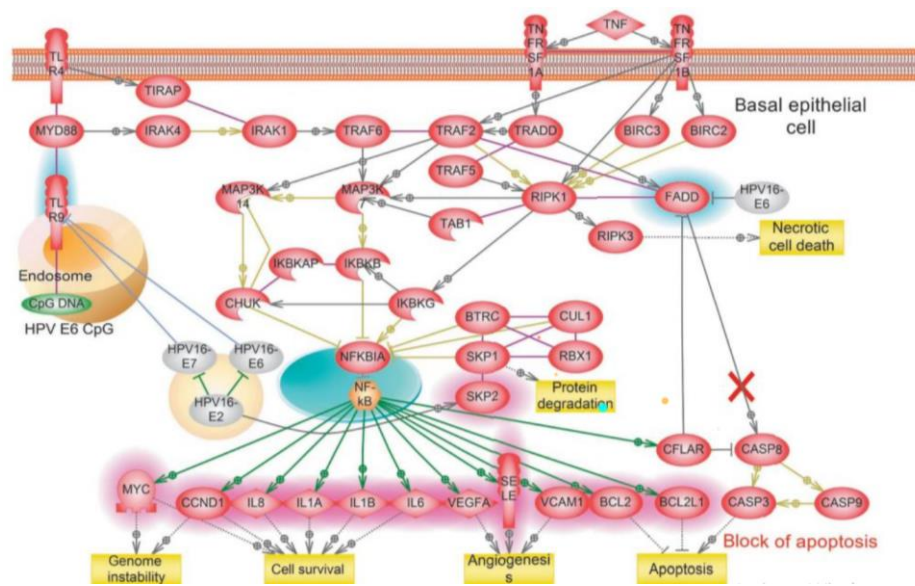 TNF
TN
FR
SF
1A
TN
FR
SF
1B
TL
R4
TIRAP
Basal epithelial
cell
MYD88
IRAK4
IRAK1
TRAF6
TRAF2
TRADD
BIRC3
BIRC2
TRAF5
TL
R9
MAP3K
14
MAP3K
7
RIPK1
FADD
HPV16-
E6
TAB1
RIPK3
Necrotic
cell death
Endosome
IKBKAP
IKBKB
CpG DNA
CHUK
IKBKG
HPV E6 CpG
BTRC
CUL1
HPV16-
E7
HPV16-
E6
NFKBIA
SKP1
RBX1
HPV16-
E2
NF-
kB
SKP2
Protein
degradation
CFLAR
CASP8
MYC
CCND1
IL8
IL1A
IL1B
IL6
VEGFA
SE
LE
VCAM1
BCL2
BCL2L1
CASP3
CASP9
Block of apoptosis
Genome
instability
Cell survival
Angiogenesi
s
Apoptosis